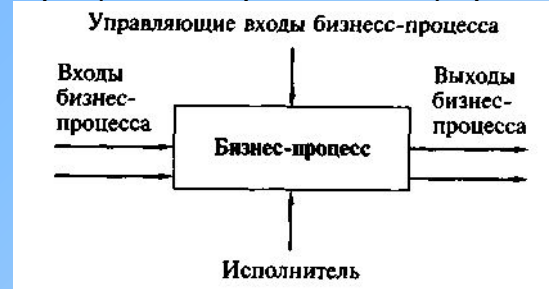 Управляющие входы бизнесс-процесса
Входы
бизнес-
процесса
Выходы
бизнес-
процесса
Бизнес-процесс
Исполнитель